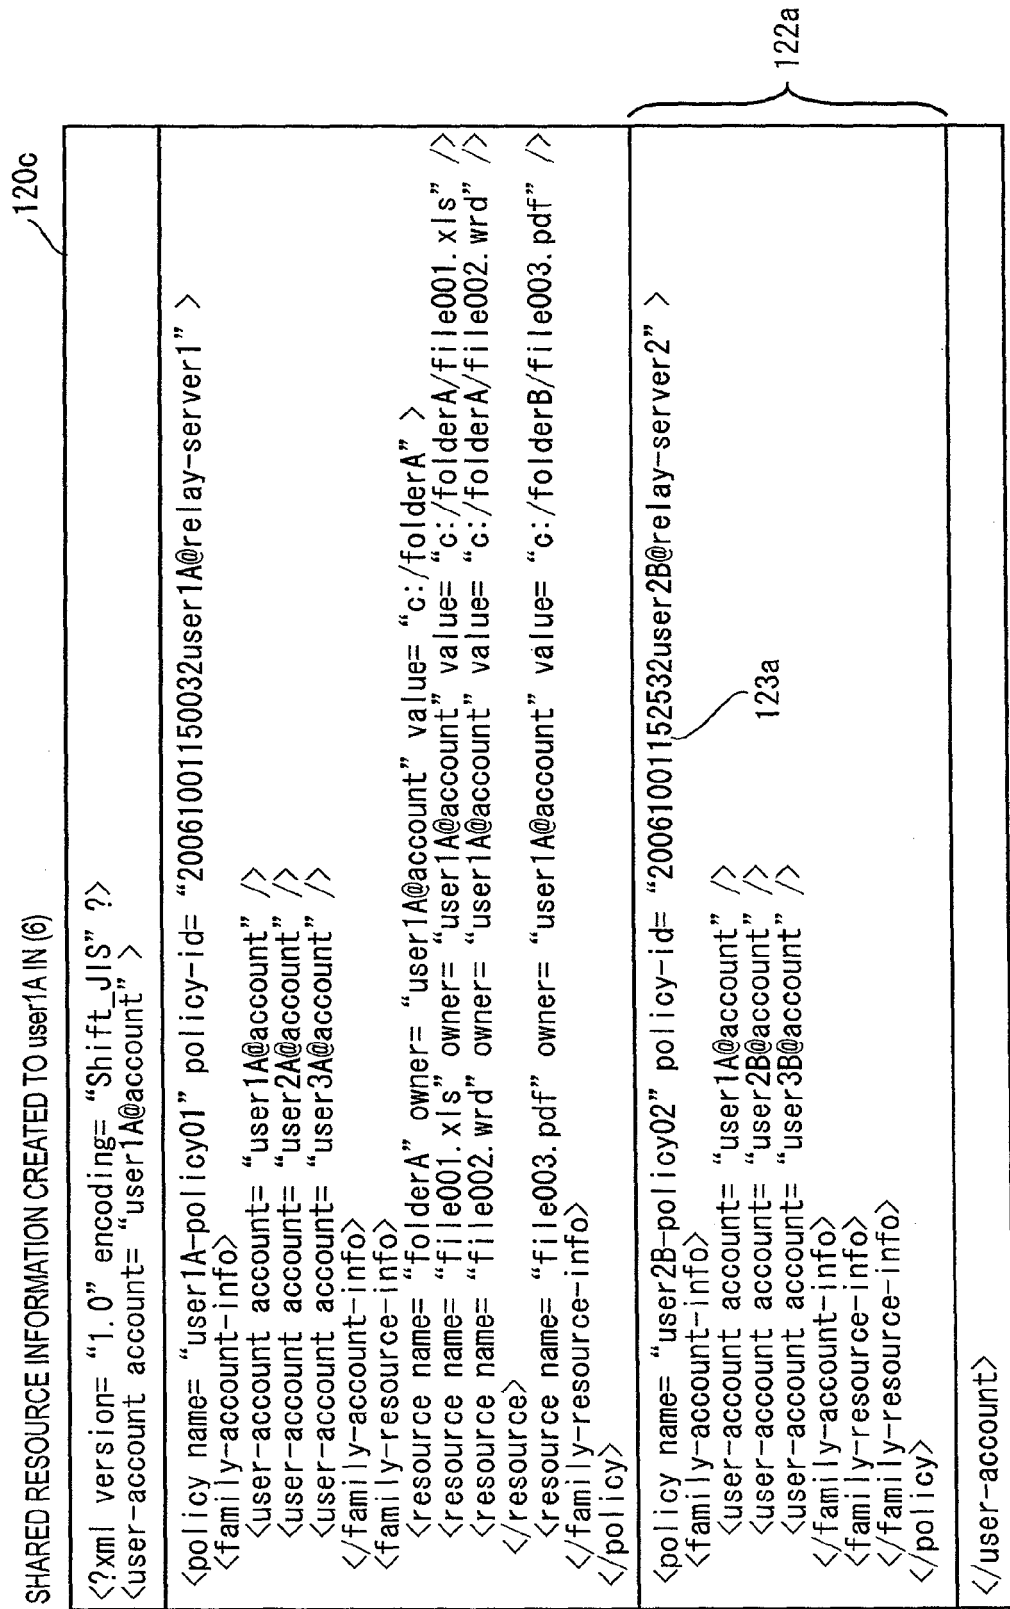 SHARED RESOURCE INFORMATION CREATED TO user1A IN (6)
120c
<?xml version= “1.0” encoding= “Shift_JIS” ?>
<user-account account= “user1A@account” >
<policy name= “user1A-policy01” policy-id= “20061001150032user1A@relay-server1” >
<family-account-info>
<user-account account= “user1A@account” />
<user-account account= “user2A@account” />
<user-account account= “user3A@account” />
</family-account-info>
<family-resource-info>
<resource name= “folderA” owner= “user1A@account” value= “c:/folderA” >
<resource name= “file001.xls” owner= “user1A@account” value= “c:/folderA/file001.xls” />
<resource name= “file002.wrd” owner= “user1A@account” value= “c:/folderA/file002.wrd” />
</resource>
<resource name= “file003.pdf” owner= “user1A@account” value= “c:/folderB/file003.pdf” />
</family-resource-info>
</policy>
<policy name= “user2B-policy02” policy-id= “20061001152532user2B@relay-server2” >
<family-account-info>
<user-account account= “user1A@account” />
<user-account account= “user2B@account” />
<user-account account= “user3B@account” />
</family-account-info>
<family-resource-info>
</family-resource-info>
</policy>
123a
122a
</user-account>